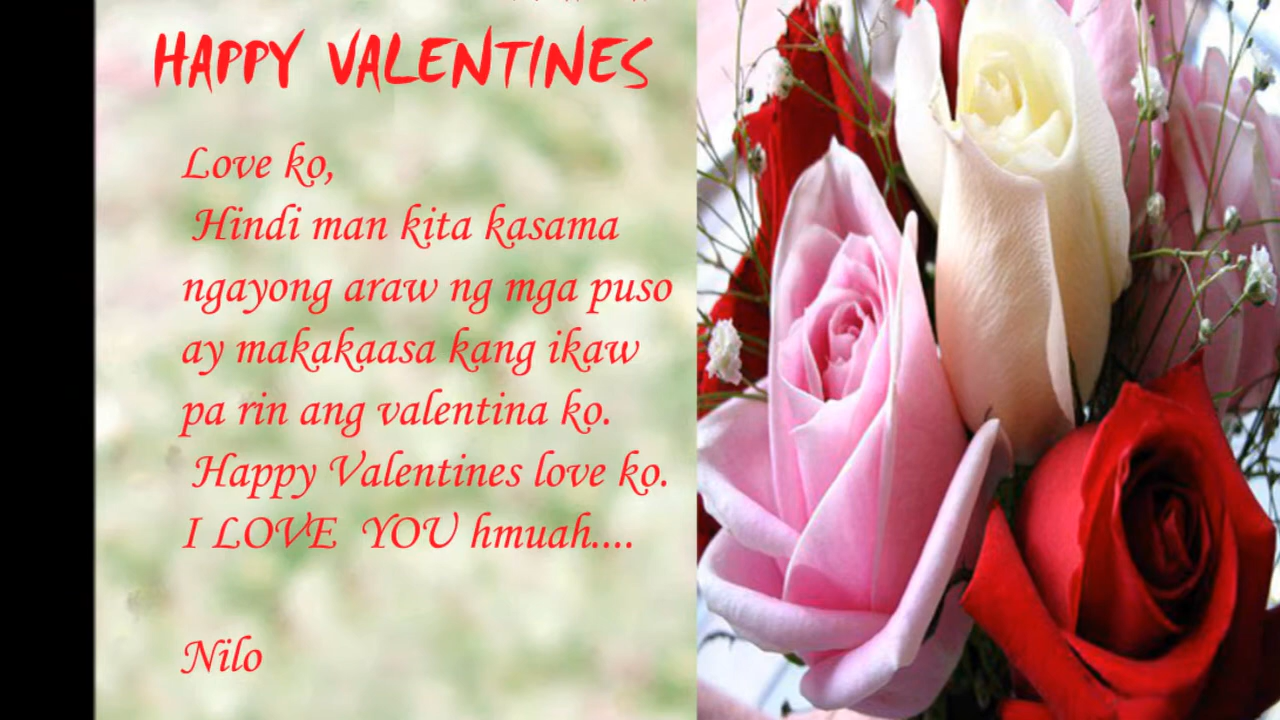 HAPPY VALENTINES
Love ko,
Hindi man kita kasama
ngayong araw ng mga puso
ay makakaasa kang ikaw
pa rin ang valentina ko.
Happy Valentines love ko.
I LOVE YOU hmuah....
Nilo